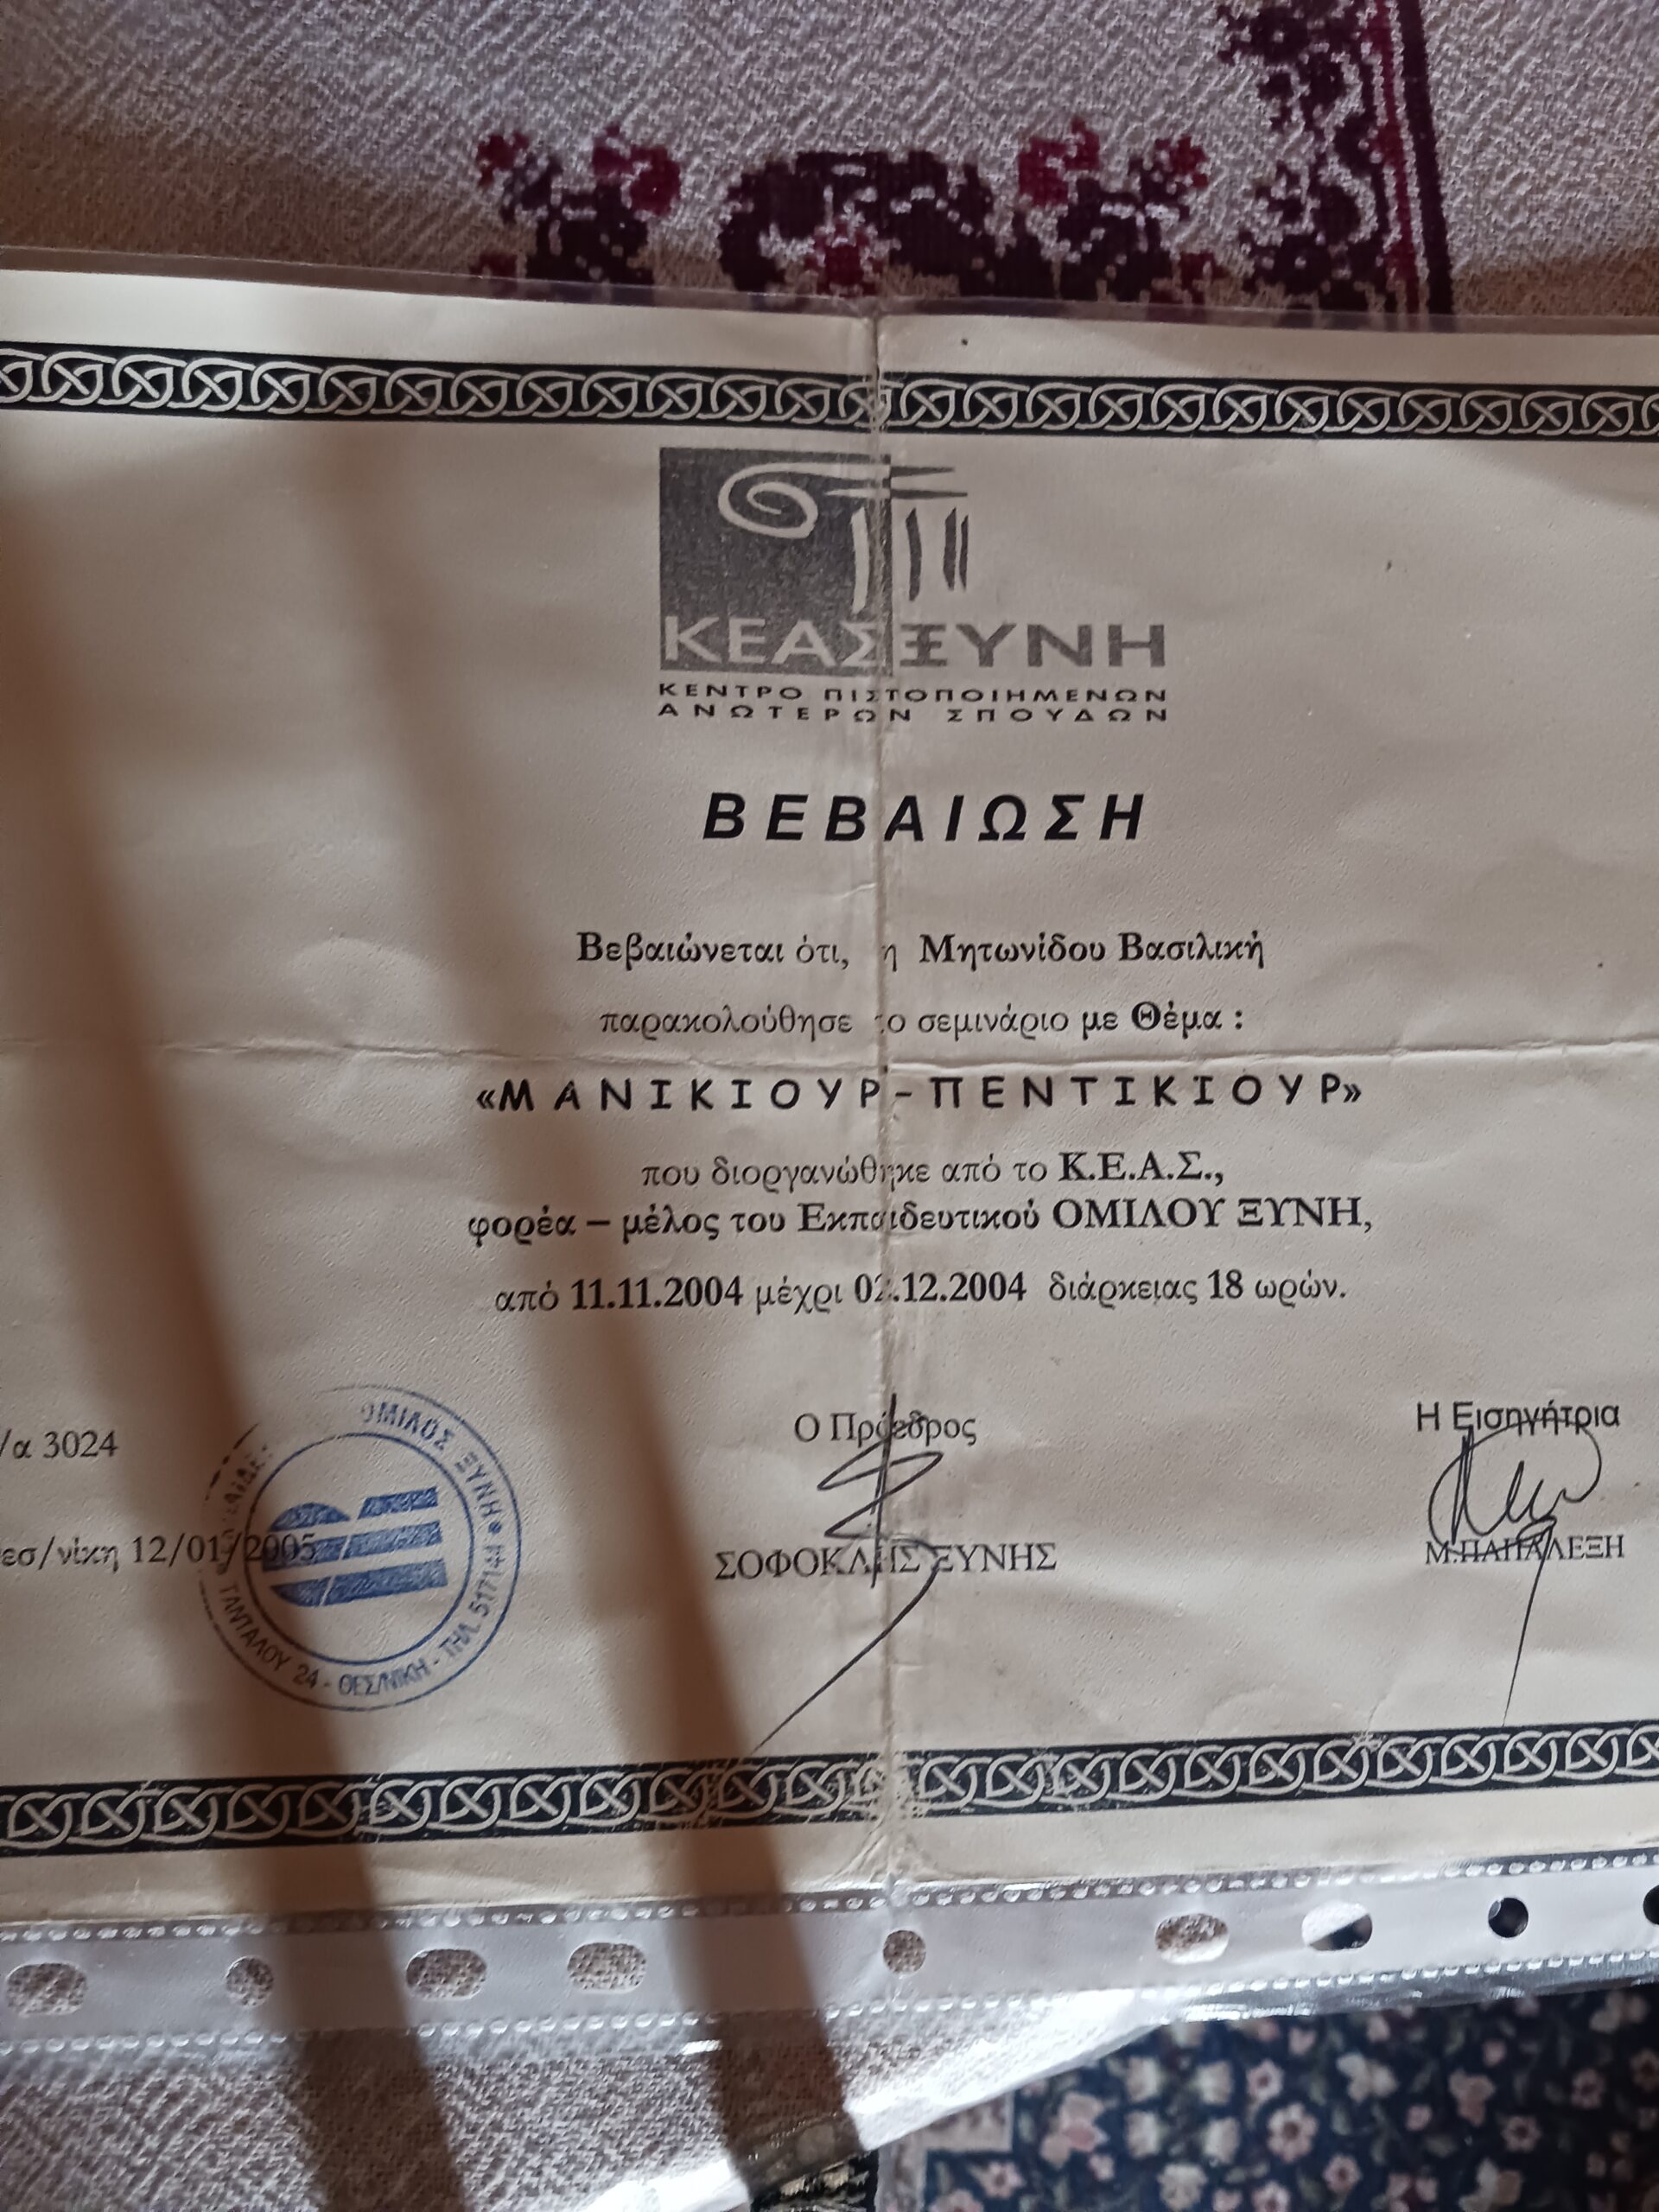 ΚΕΑΣ ΞΥΝΗ
ΚΕΝΤΡΟ ΠΙΣΤΟΠΟΙΗΜΕΝΩΝ
ΑΝΩΤΕΡΩΝ ΣΠΟΥΔΩΝ
ΒΕΒΑΙΩΣΗ
Βεβαιώνεται ότι, η Μητωνίδου Βασιλική
παρακολούθησε το σεμινάριο με Θέμα :
«ΜΑΝΙΚΙΟΥΡ-ΠΕΝΤΙΚΙΟΥΡ»
που διοργανώθηκε από το Κ.Ε.Α.Σ.,
φορέα – μέλος του Εκπαιδευτικού ΟΜΙΛΟΥ ΞΥΝΗ,
από 11.11.2004 μέχρι 02.12.2004 διάρκειας 18 ωρών.
/α 3024
εσ/νίκη 12/01/2005
ΟΜΙΛΟΣ ΞΥΝΗ
ΤΑΝΤΑΛΟΥ 24 - ΘΕΣ/ΝΙΚΗ - ΤΗΛ. 517144
Ο Πρόεδρος
ΣΟΦΟΚΛΗΣ ΞΥΝΗΣ
Η Εισηγήτρια
Μ.ΠΑΠΑΛΕΞΗ